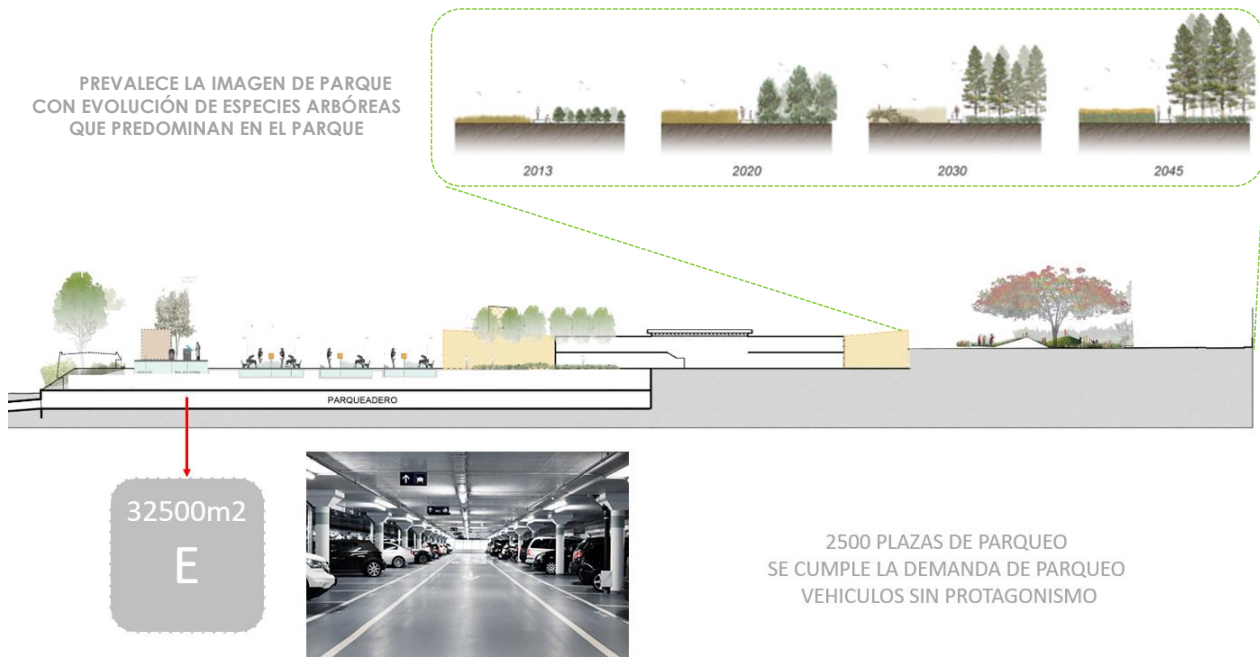 PREVALECE LA IMAGEN DE PARQUE
CON EVOLUCIÓN DE ESPECIES ARBÓREAS
QUE PREDOMINAN EN EL PARQUE
2013
2020
2030
2045
PARQUEADERO
32500m2
E
2500 PLAZAS DE PARQUEO
SE CUMPLE LA DEMANDA DE PARQUEO
VEHICULOS SIN PROTAGONISMO